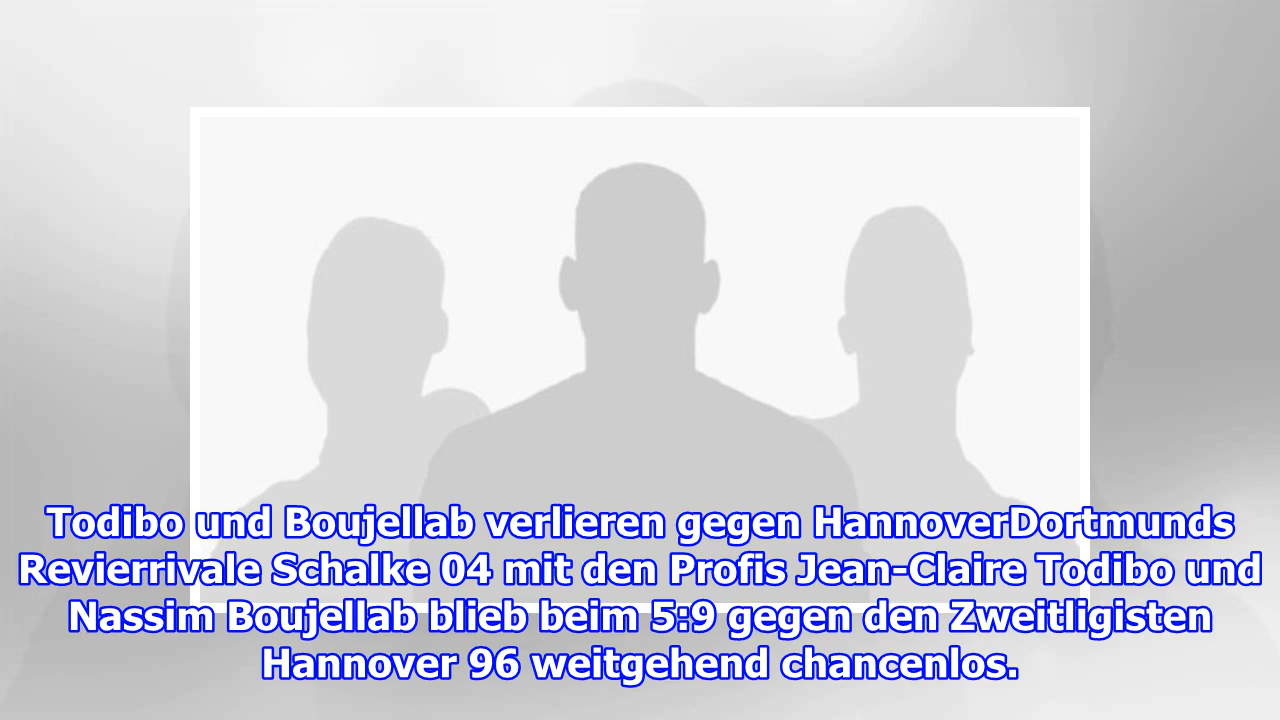 Todibo und Boujellab verlieren gegen HannoverDortmunds
Revierrivale Schalke 04 mit den Profis Jean-Claire Todibo und
Nassim Boujellab blieb beim 5:9 gegen den Zweitligisten
Hannover 96 weitgehend chancenlos.